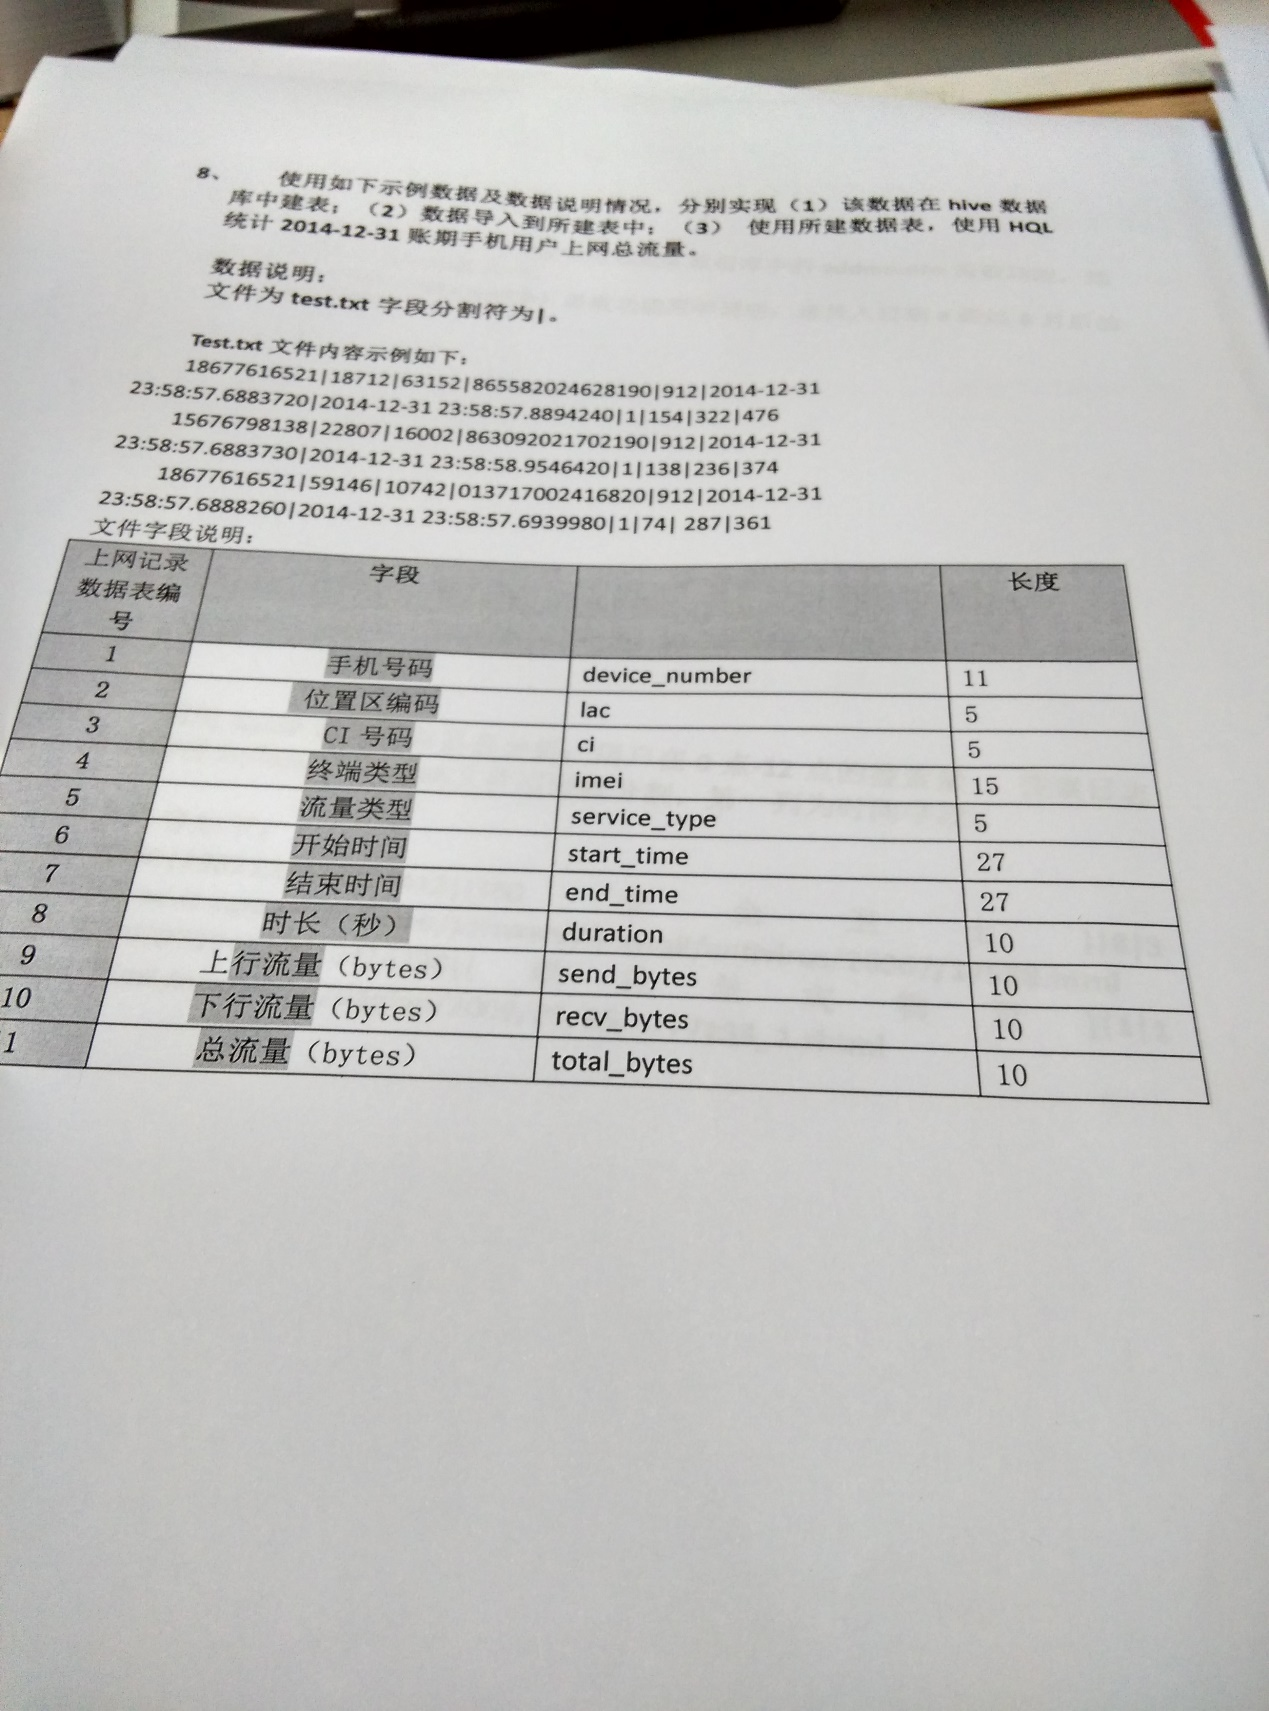 8、 使用如下示例数据及数据说明情况，分别实现（1）该数据在 hive 数据
库中建表；（2）数据导入到所建表中；（3） 使用所建数据表，使用 HQL
统计 2014-12-31 账期手机用户上网总流量。
数据说明：
文件为 test.txt 字段分割符为|。
Test.txt 文件内容示例如下：
18677616521|18712|63152|865582024628190|912|2014-12-31
23:58:57.6883720|2014-12-31 23:58:57.8894240|1|154|322|476
15676798138|22807|16002|863092021702190|912|2014-12-31
23:58:57.6883730|2014-12-31 23:58:58.9546420|1|138|236|374
18677616521|59146|10742|013717002416820|912|2014-12-31
23:58:57.6888260|2014-12-31 23:58:57.6939980|1|74| 287|361
文件字段说明：
上网记录
数据表编
号
字段
长度
1 手机号码 device_number 11
2 位置区编码 lac 5
3 CI 号码 ci 5
4 终端类型 imei 15
5 流量类型 service_type 5
6 开始时间 start_time 27
7 结束时间 end_time 27
8 时长（秒） duration 10
9 上行流量（bytes） send_bytes 10
10 下行流量（bytes） recv_bytes 10
1 总流量（bytes） total_bytes 10